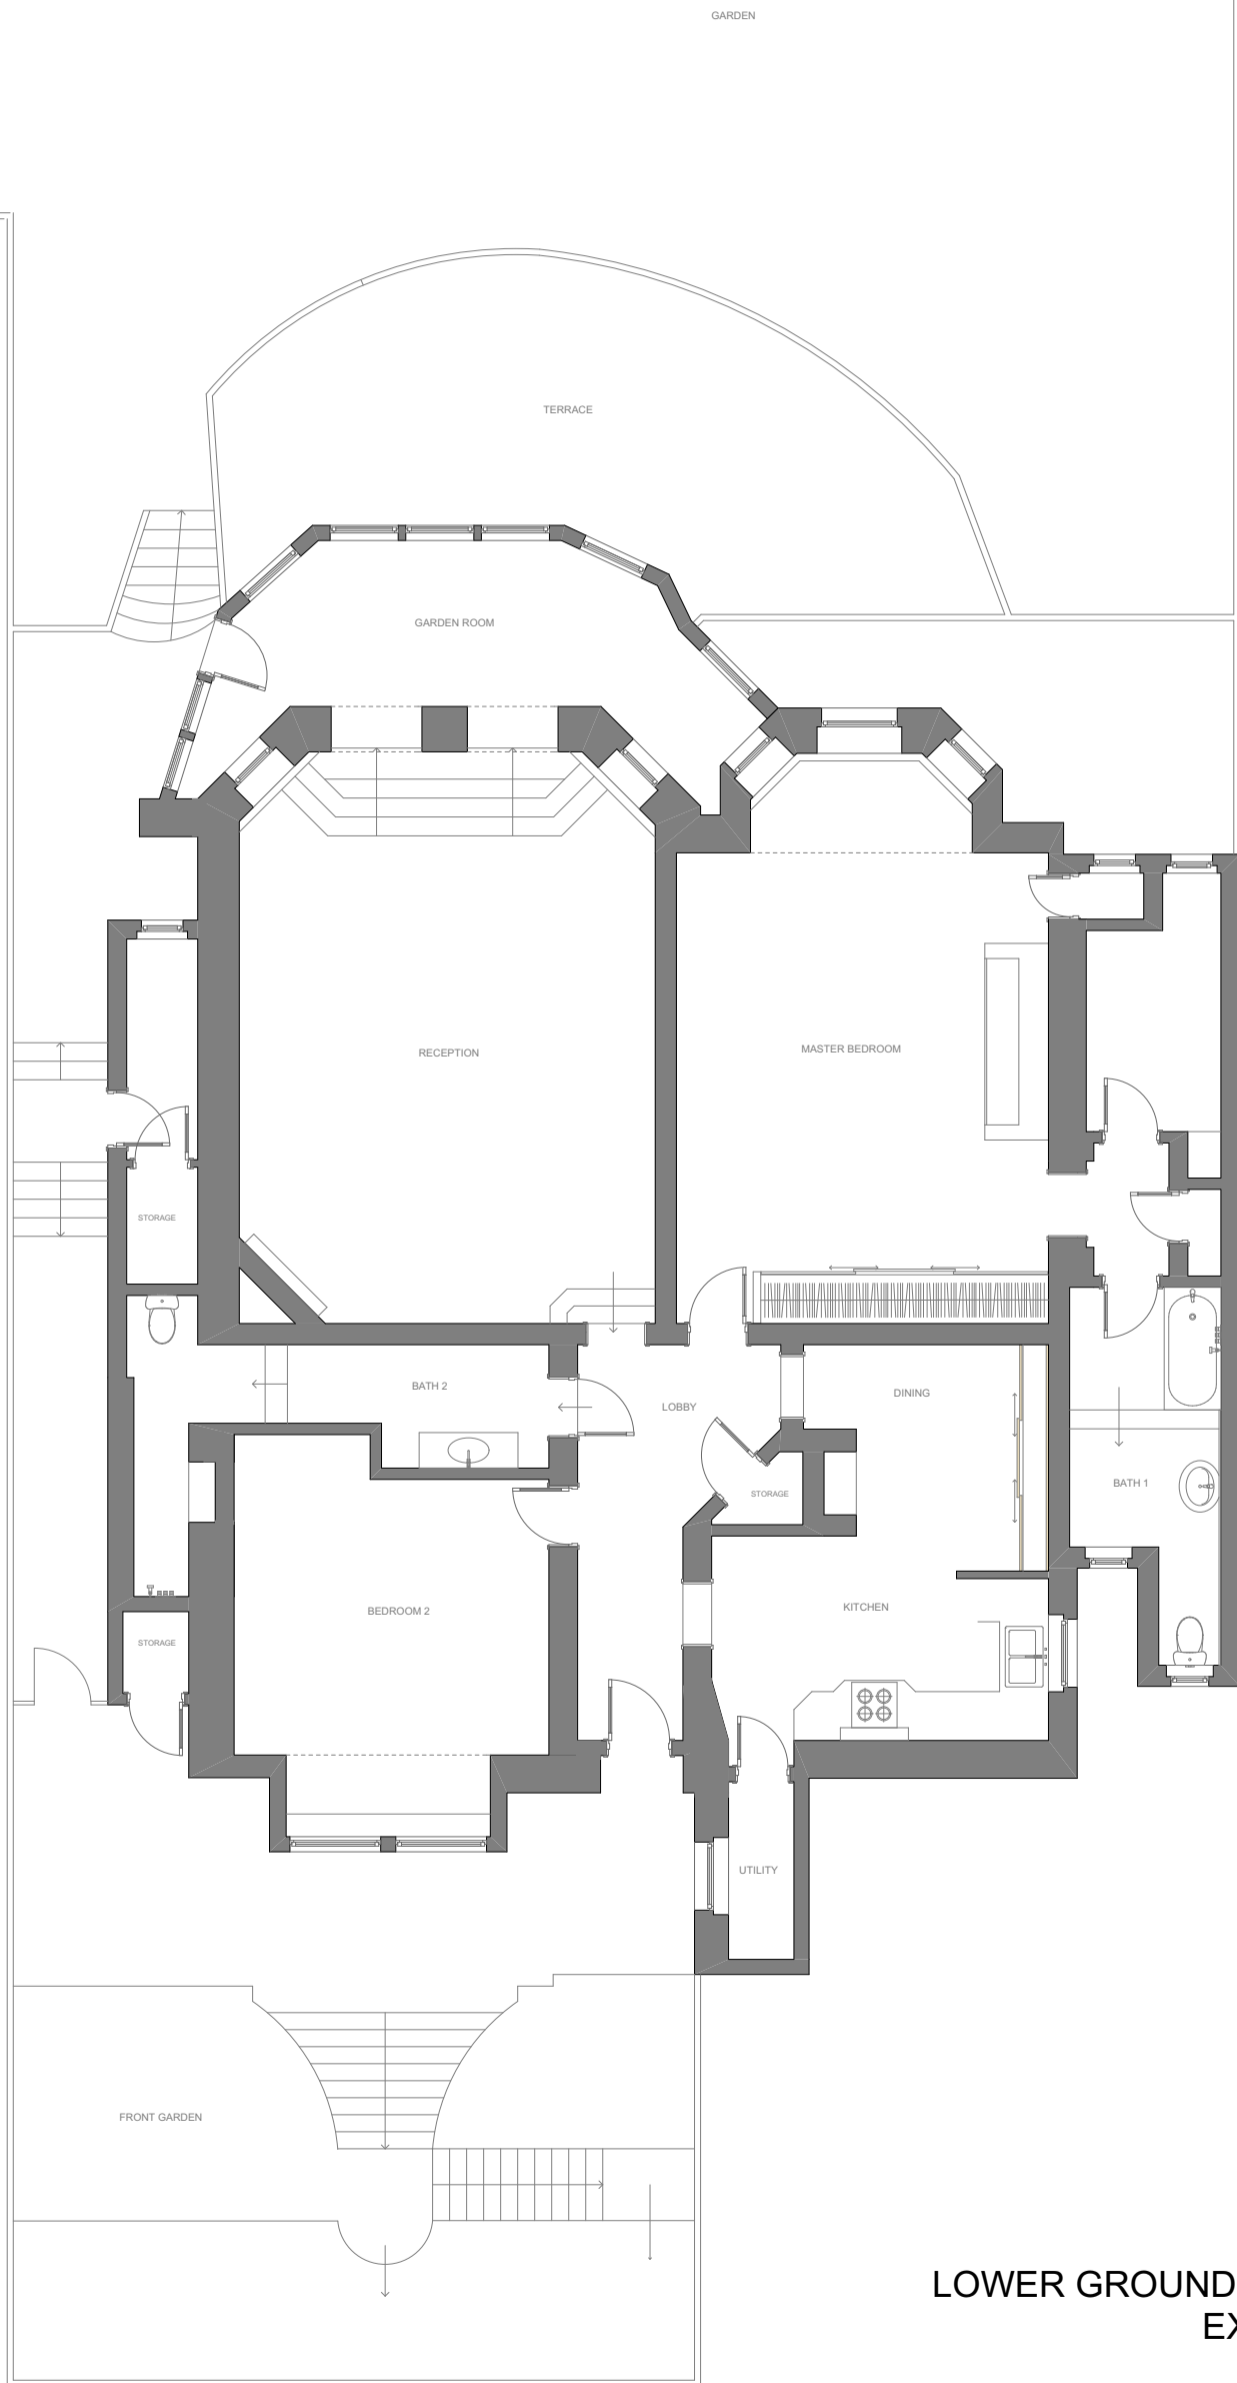 GARDEN
TERRACE
GARDEN ROOM
RECEPTION
MASTER BEDROOM
STORAGE
BATH 2
LOBBY
DINING
BATH 1
STORAGE
BEDROOM 2
KITCHEN
STORAGE
UTILITY
FRONT GARDEN
LOWER GROUND
EX